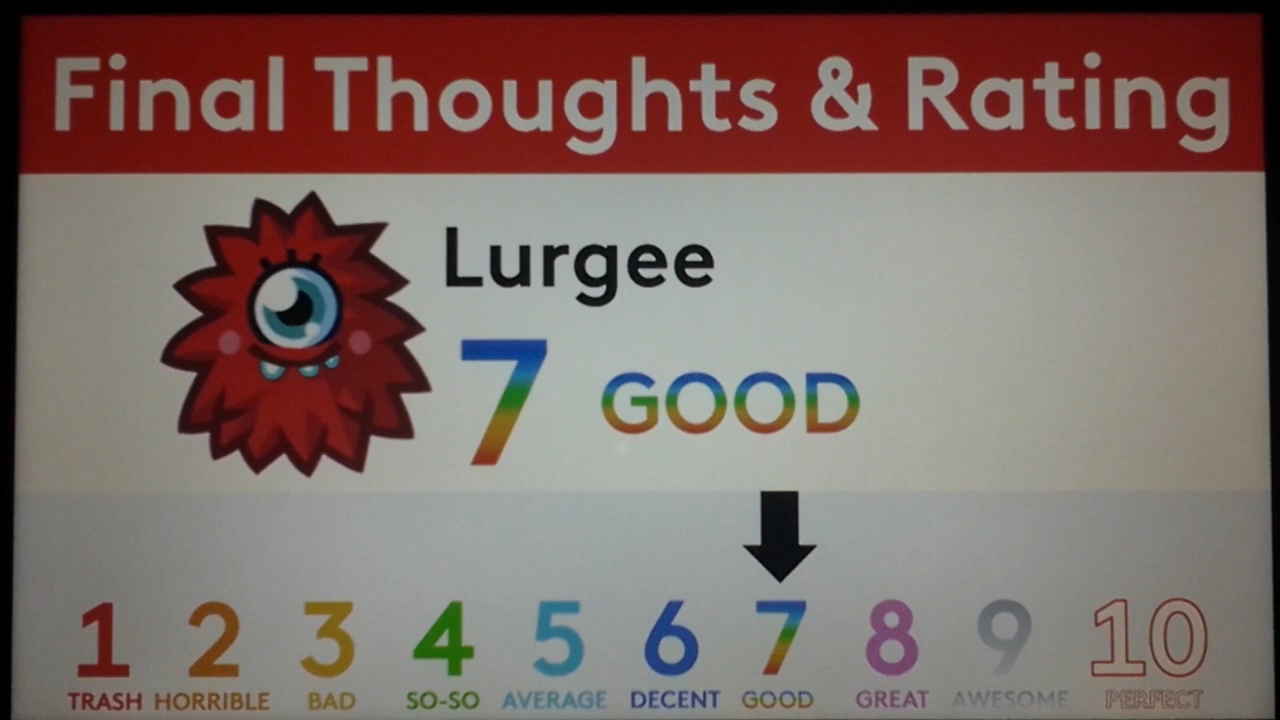 Final Thoughts & Rating
Lurgee
7 GOOD
1 2 3 4 5 6 7 8 9 10
TRASH HORRIBLE BAD SO-SO AVERAGE DECENT GOOD GREAT AWESOME PERFECT